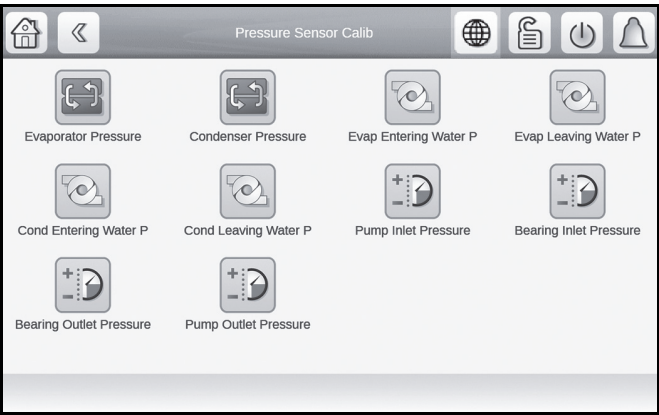 Pressure Sensor Calib
Evaporator Pressure
Condenser Pressure
Evap Entering Water P
Evap Leaving Water P
Cond Entering Water P
Cond Leaving Water P
Pump Inlet Pressure
Bearing Inlet Pressure
Bearing Outlet Pressure
Pump Outlet Pressure